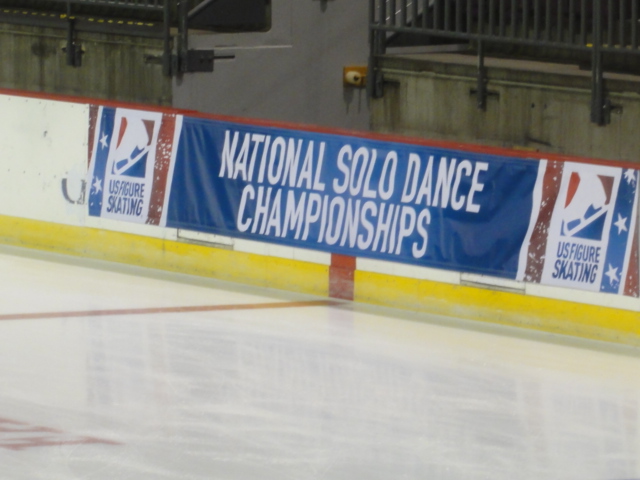 US FIGURE
SKATING
NATIONAL SOLO DANCE
CHAMPIONSHIPS
US FIGURE
SKATING